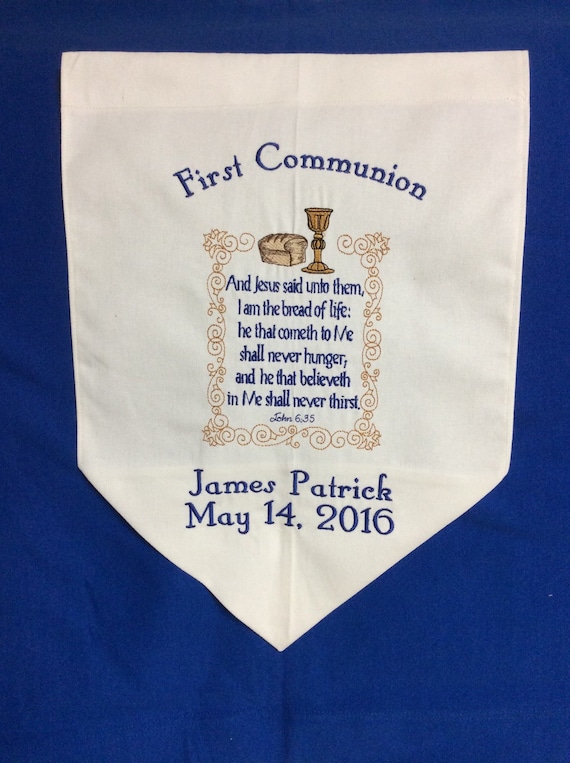 First Communion
And Jesus said unto them,
I am the bread of life:
he that cometh to Me
shall never hunger;
and he that believeth
in Me shall never thirst.
John 6:35
James Patrick
May 14, 2016